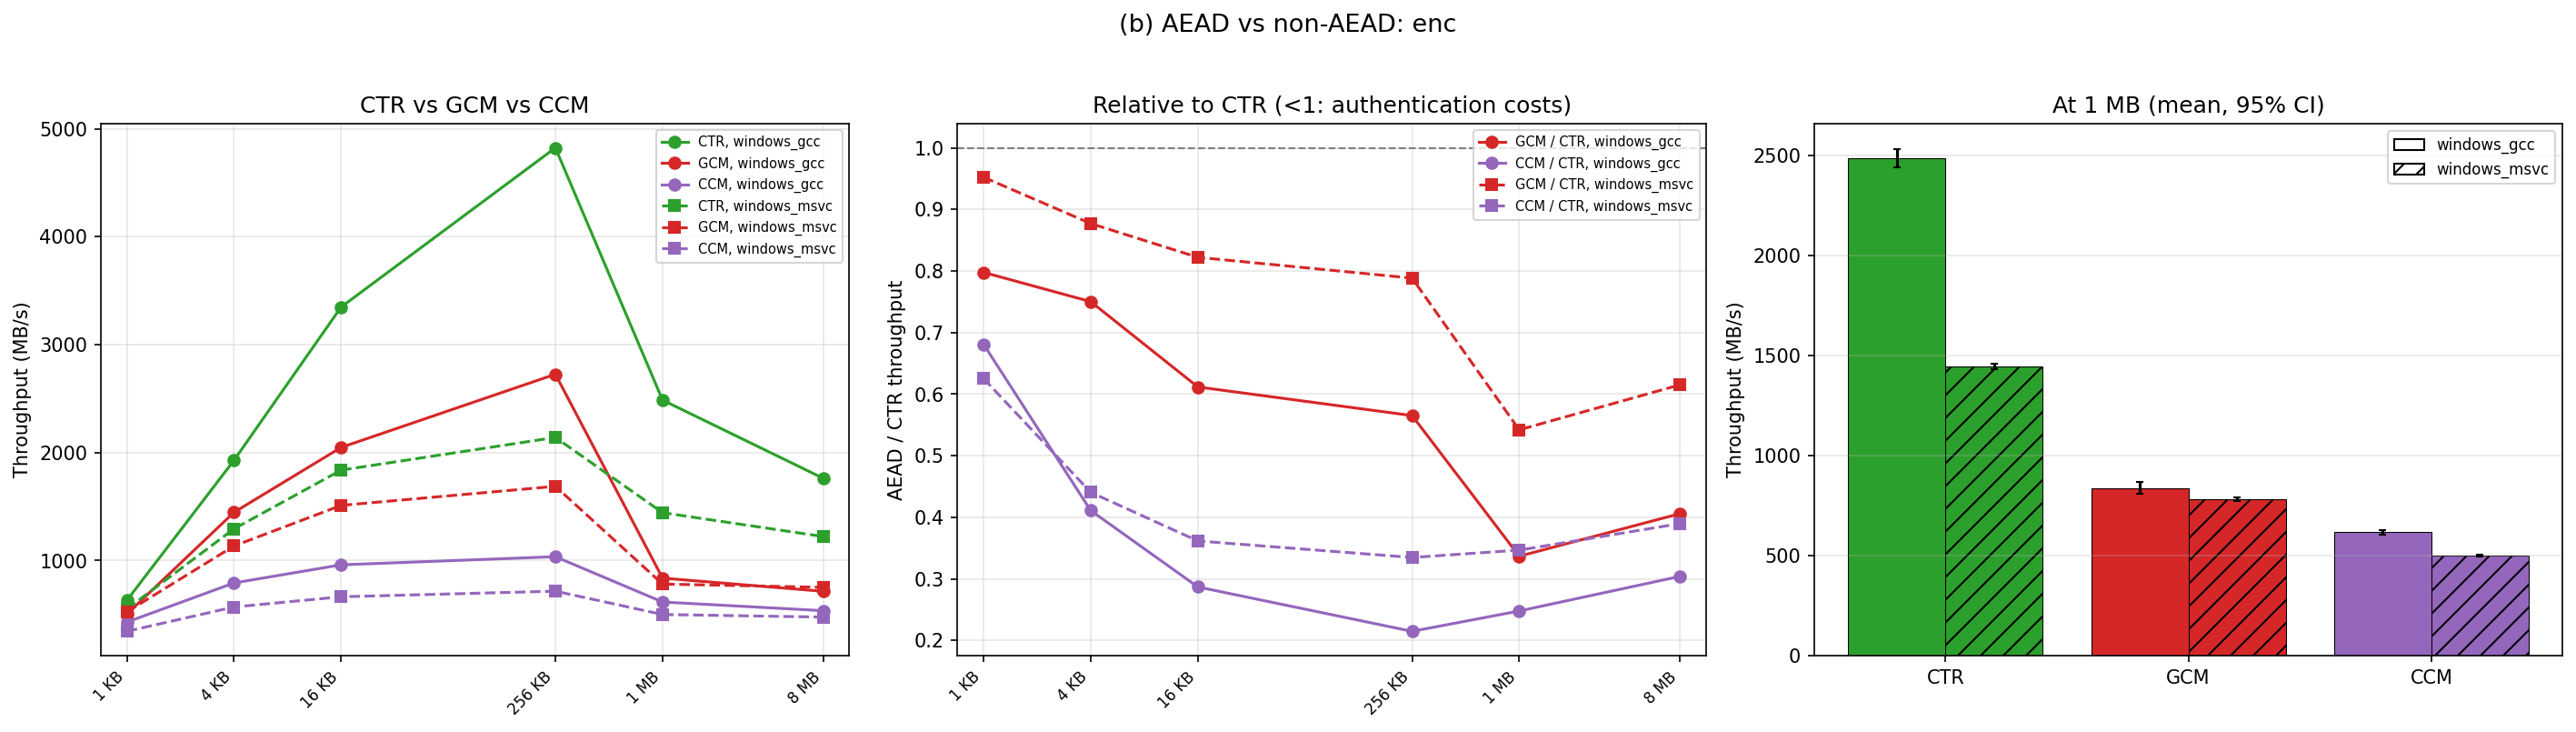 (b) AEAD vs non-AEAD: enc
CTR vs GCM vs CCM
Throughput (MB/s)
5000
4000
3000
2000
1000
1 KB
4 KB
16 KB
256 KB
1 MB
8 MB
CTR, windows_gcc
GCM, windows_gcc
CCM, windows_gcc
CTR, windows_msvc
GCM, windows_msvc
CCM, windows_msvc
Relative to CTR (<1: authentication costs)
AEAD / CTR throughput
1.0
0.9
0.8
0.7
0.6
0.5
0.4
0.3
0.2
1 KB
4 KB
16 KB
256 KB
1 MB
8 MB
GCM / CTR, windows_gcc
CCM / CTR, windows_gcc
GCM / CTR, windows_msvc
CCM / CTR, windows_msvc
At 1 MB (mean, 95% CI)
Throughput (MB/s)
2500
2000
1500
1000
500
0
CTR
GCM
CCM
windows_gcc
windows_msvc